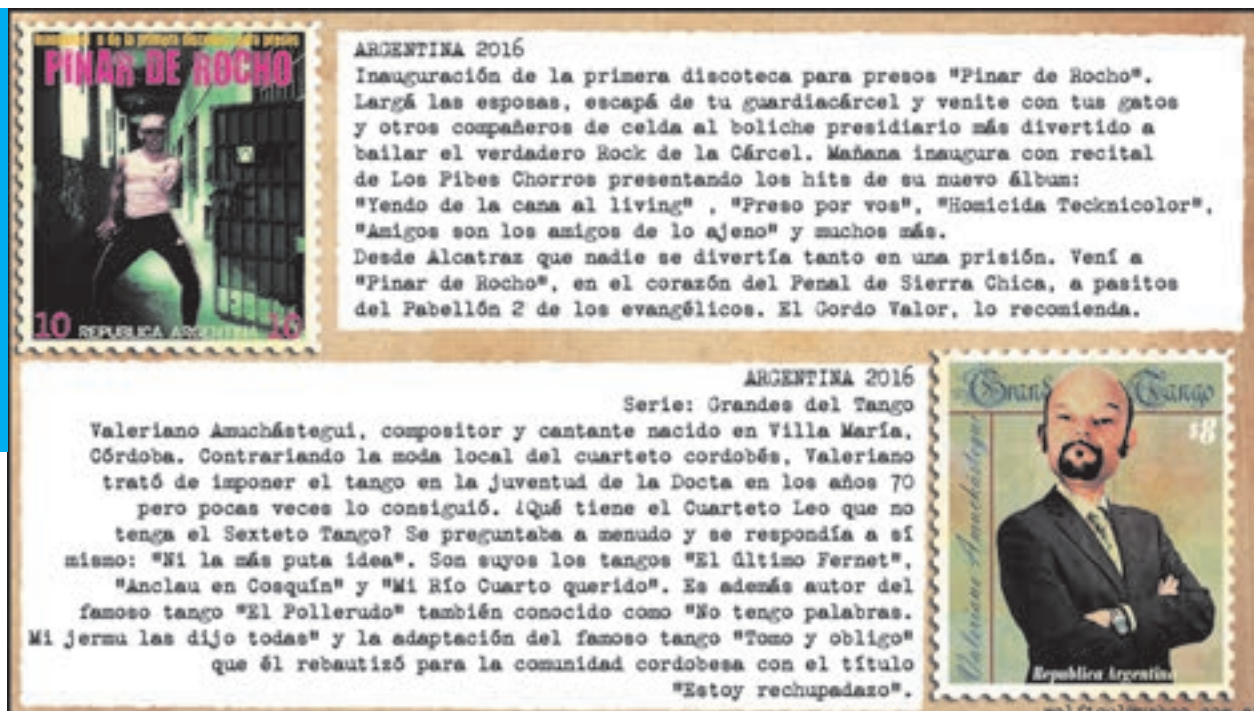 de la primera
PINAR DE ROCHO
10 REPUBLICA ARGENTINA 10
ARGENTINA 2016
Inauguración de la primera discoteca para presos "Pinar de Rocho".
Largá las esposas, escapá de tu guardiacárcel y venite con tus gatos
y otros compañeros de celda al boliche presidiario más divertido a
bailar el verdadero Rock de la Cárcel. Mañana inaugura con recital
de Los Pibes Chorros presentando los hits de su nuevo álbum:
"Yendo de la cana al living" , "Preso por vos", "Homicida Tecknicolor",
"Amigos son los amigos de lo ajeno" y muchos más.
Desde Alcatraz que nadie se divertía tanto en una prisión. Vení a
"Pinar de Rocho", en el corazón del Penal de Sierra Chica, a pasitos
del Pabellón 2 de los evangélicos. El Gordo Valor, lo recomienda.
ARGENTINA 2016
Serie: Grandes del Tango
Valeriano Amuchástegui, compositor y cantante nacido en Villa María,
Córdoba. Contrariando la moda local del cuarteto cordobés, Valeriano
trató de imponer el tango en la juventud de la Docta en los años 70
pero pocas veces lo consiguió. ¿Qué tiene el Cuarteto Leo que no
tenga el Sexteto Tango? Se preguntaba a menudo y se respondía a sí
mismo: "Ni la más puta idea". Son suyos los tangos "El último Fernet",
"Anclau en Cosquín" y "Mi Río Cuarto querido". Es además autor del
famoso tango "El Pollerudo" también conocido como "No tengo palabras.
Mi jermu las dijo todas" y la adaptación del famoso tango "Tomo y obligo"
que él rebautizó para la comunidad cordobesa con el título
"Estoy rechupadazo".
Tango
$8
Valeriano Amuchástegui
Republica Argentina